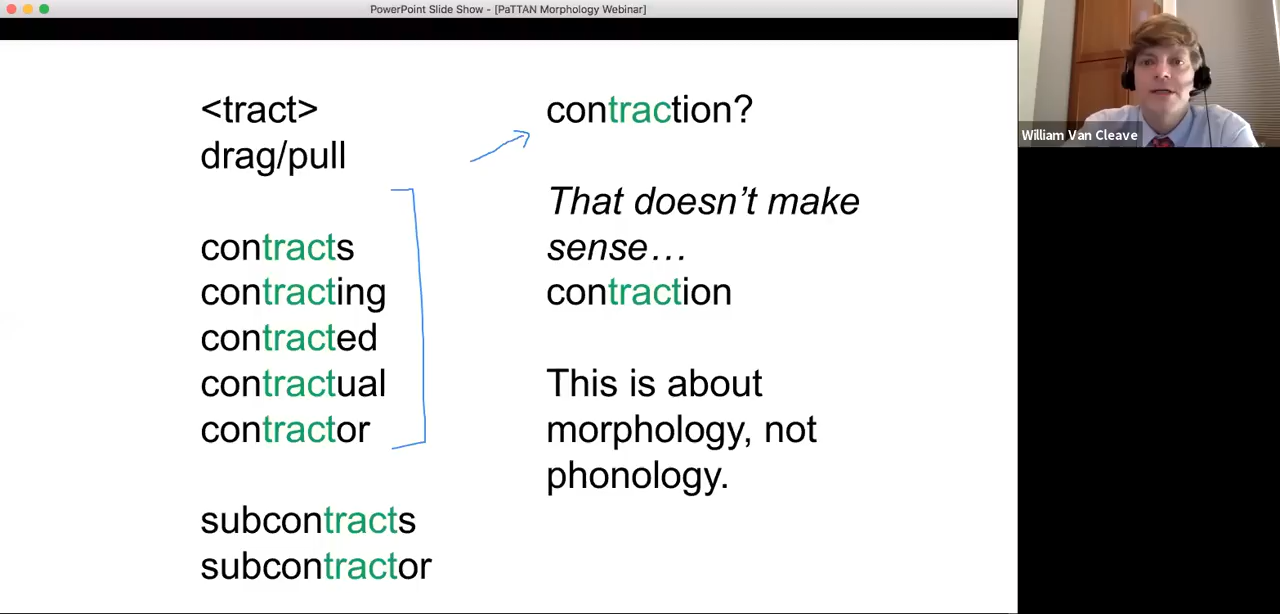 PowerPoint Slide Show - [PaTTAN Morphology Webinar]
<tract>
drag/pull
contracts
contracting
contracted
contractual
contractor
subcontracts
subcontractor
contraction?
That doesn’t make
sense…
contraction
This is about
morphology, not
phonology.
William Van Cleave